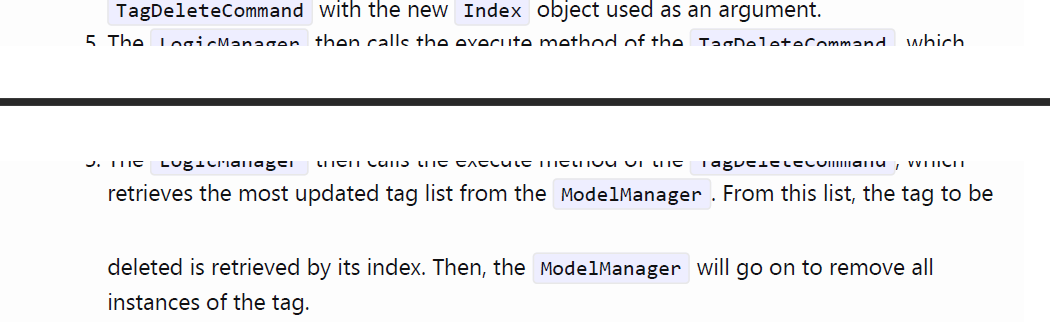 TagDeleteCommand with the new Index object used as an argument.
5. The LogicManager then calls the execute method of the TagDeleteCommand, which
5. The LogicManager then calls the execute method of the TagDeleteCommand, which
retrieves the most updated tag list from the ModelManager. From this list, the tag to be
deleted is retrieved by its index. Then, the ModelManager will go on to remove all
instances of the tag.